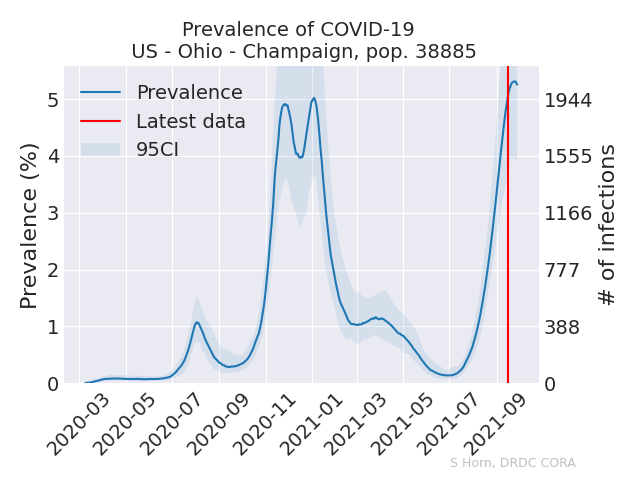 Prevalence of COVID-19
US - Ohio - Champaign, pop. 38885
Prevalence
Latest data
95CI
Prevalence (%)
5
4
3
2
1
0
1944
1555
1166
777
388
0
# of infections
2020-03
2020-05
2020-07
2020-09
2020-11
2021-01
2021-03
2021-05
2021-07
2021-09
S Horn, DRDC CORA